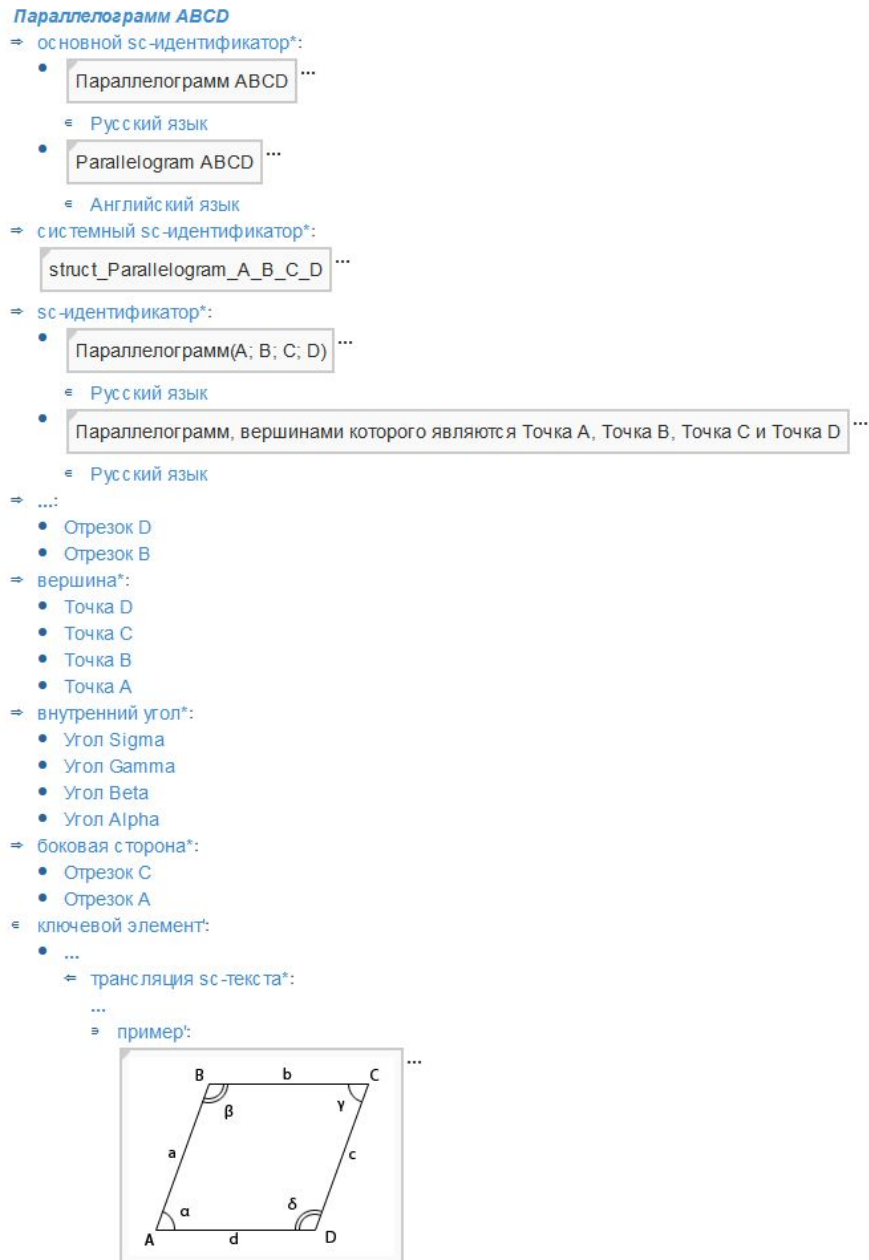 Параллелограмм ABCD
⇒ основной sc-идентификатор*:
• Параллелограмм ABCD ...
∈ Русский язык
• Parallelogram ABCD ...
∈ Английский язык
⇒ системный sc-идентификатор*:
struct_Parallelogram_A_B_C_D ...
⇒ sc-идентификатор*:
• Параллелограмм(A; B; C; D) ...
∈ Русский язык
• Параллелограмм, вершинами которого являются Точка A, Точка B, Точка C и Точка D ...
∈ Русский язык
⇒ ...:
• Отрезок D
• Отрезок B
⇒ вершина*:
• Точка D
• Точка C
• Точка B
• Точка A
⇒ внутренний угол*:
• Угол Sigma
• Угол Gamma
• Угол Beta
• Угол Alpha
⇒ боковая сторона*:
• Отрезок C
• Отрезок A
∈ ключевой элемент':
• ...
⇐ трансляция sc-текста*:
...
∋ пример':
...
B b C
β γ
a c
α δ
A d D